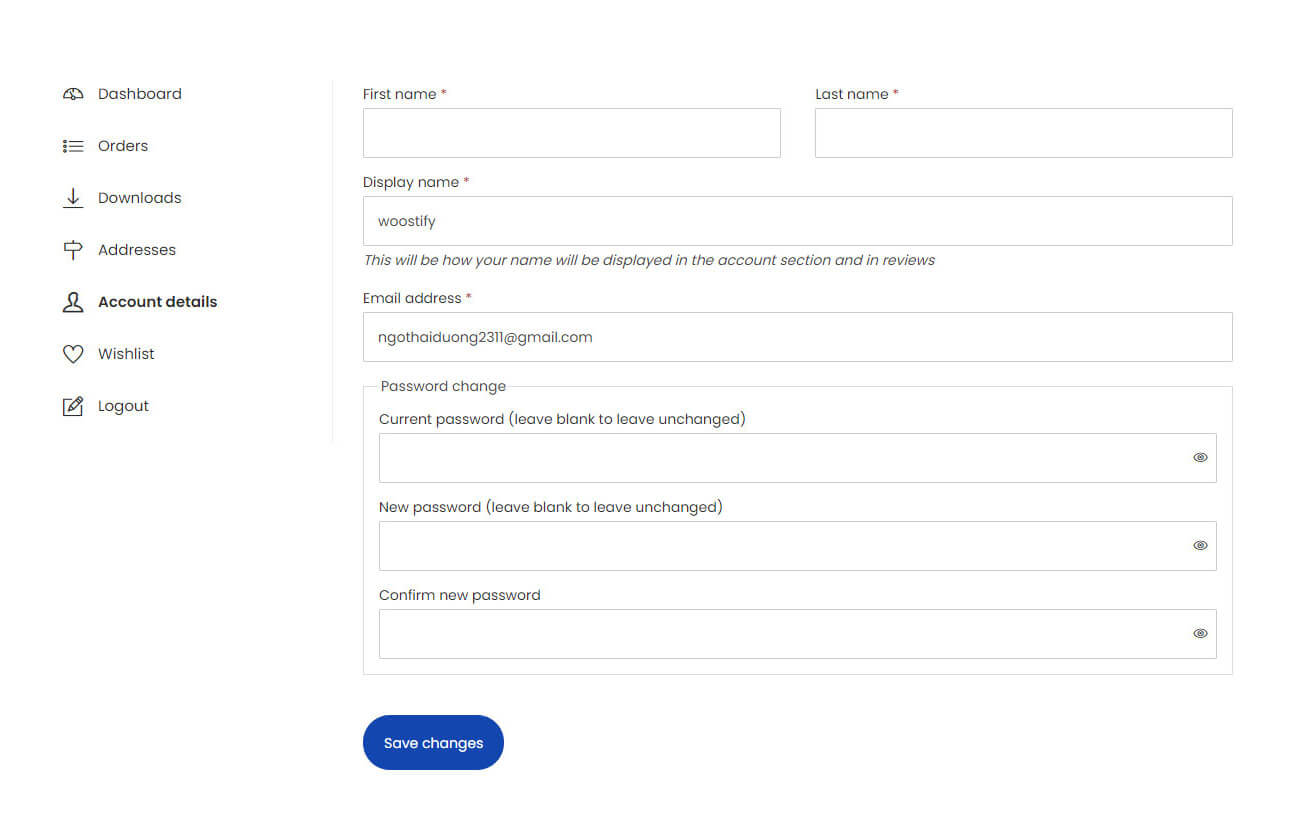 Dashboard
Orders
Downloads
Addresses
Account details
Wishlist
Logout
First name *
Last name *
Display name *
woostify
This will be how your name will be displayed in the account section and in reviews
Email address *
ngothaiduong2311@gmail.com
Password change
Current password (leave blank to leave unchanged)
New password (leave blank to leave unchanged)
Confirm new password
Save changes